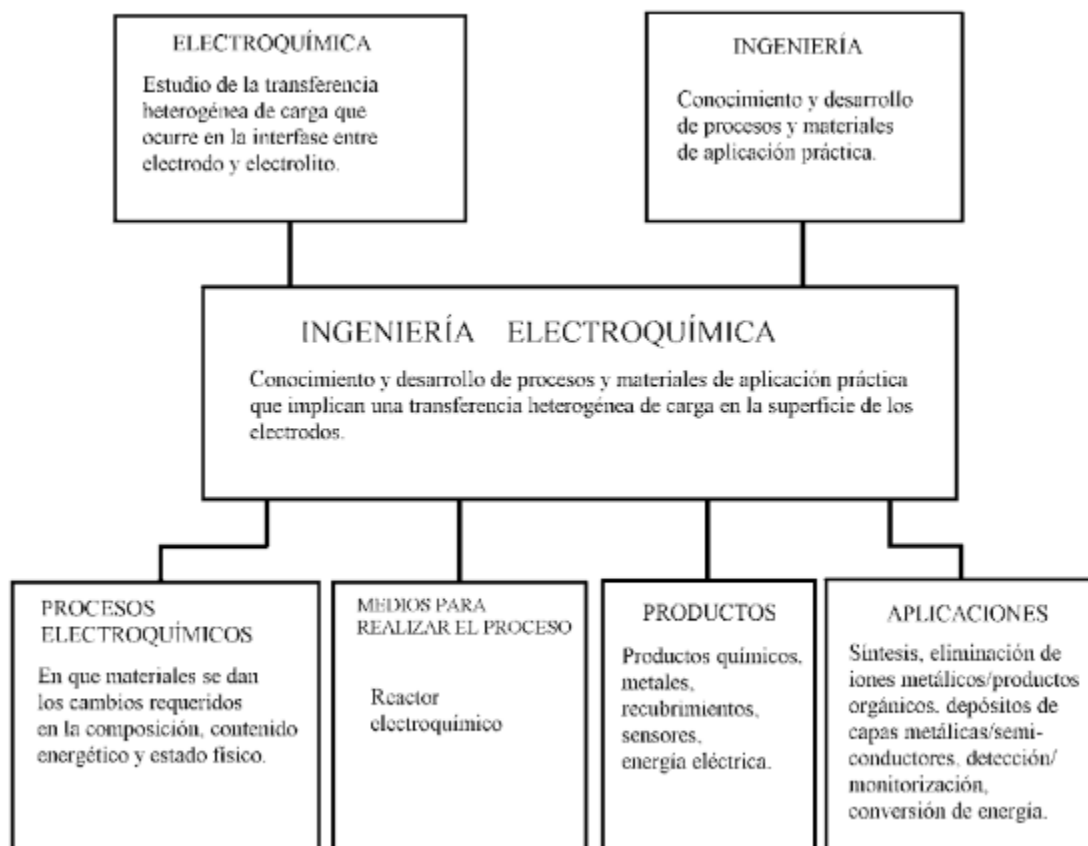 ELECTROQUÍMICA
Estudio de la transferencia
heterogénea de carga que
ocurre en la interfase entre
electrodo y electrolito.
INGENIERÍA
Conocimiento y desarrollo
de procesos y materiales
de aplicación práctica.
INGENIERÍA ELECTROQUÍMICA
Conocimiento y desarrollo de procesos y materiales de aplicación práctica
que implican una transferencia heterogénea de carga en la superficie de los
electrodos.
PROCESOS
ELECTROQUÍMICOS
En que materiales se dan
los cambios requeridos
en la composición, contenido
energético y estado físico.
MEDIOS PARA
REALIZAR EL PROCESO
Reactor
electroquímico
PRODUCTOS
Productos químicos,
metales,
recubrimientos,
sensores,
energía eléctrica.
APLICACIONES
Síntesis, eliminación de
iones metálicos/productos
orgánicos, depósitos de
capas metálicas/semi-
conductores, detección/
monitorización,
conversión de energía.